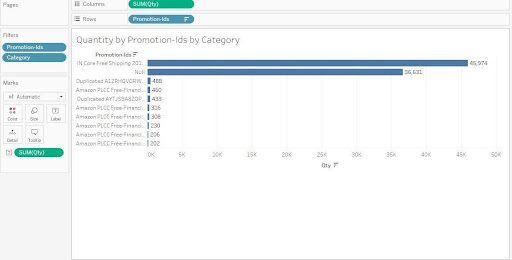 Pages
Columns
SUM(Qty)
Rows
Promotion-Ids
Filters
Promotion-Ids
Category
Marks
Automatic
Color
Size
Label
Detail
Tooltip
SUM(Qty)
Quantity by Promotion-Ids by Category
Promotion-Ids
IN Core Free Shipping 201... 45,974
Null 36,631
Duplicated 488
Amazon PLCC Free-Financi... 460
Duplicated 433
Amazon PLCC Free-Financi... 316
Amazon PLCC Free-Financi... 308
Amazon PLCC Free-Financi... 230
Amazon PLCC Free-Financi... 206
Amazon PLCC Free-Financi... 202
0K 5K 10K 15K 20K 25K 30K 35K 40K 45K 50K
Qty